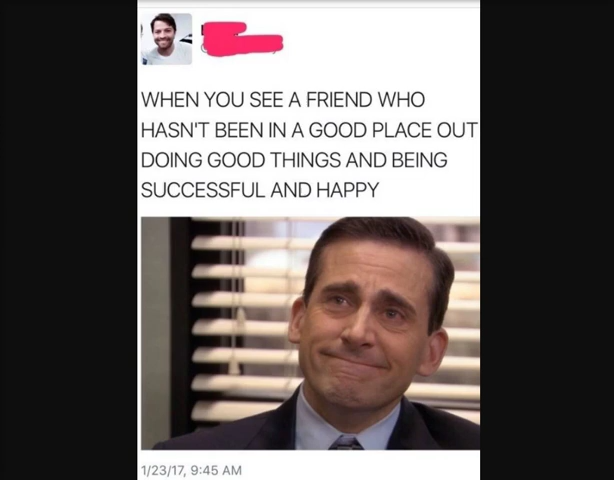 WHEN YOU SEE A FRIEND WHO
HASN'T BEEN IN A GOOD PLACE OUT
DOING GOOD THINGS AND BEING
SUCCESSFUL AND HAPPY
1/23/17, 9:45 AM